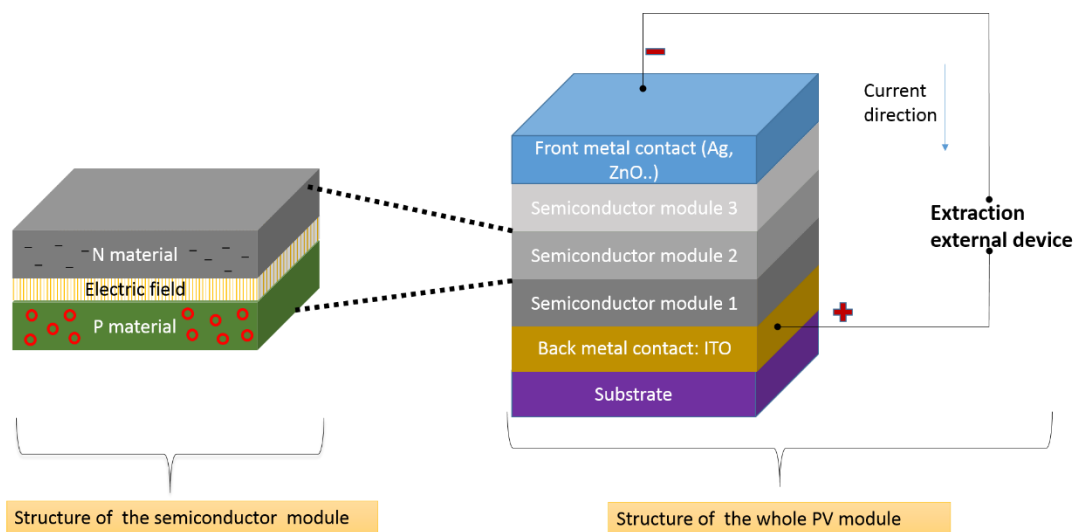 N material
Electric field
P material
Structure of the semiconductor module
Front metal contact (Ag,
ZnO..)
Semiconductor module 3
Semiconductor module 2
Semiconductor module 1
Back metal contact: ITO
Substrate
Current
direction
Extraction
external device
Structure of the whole PV module